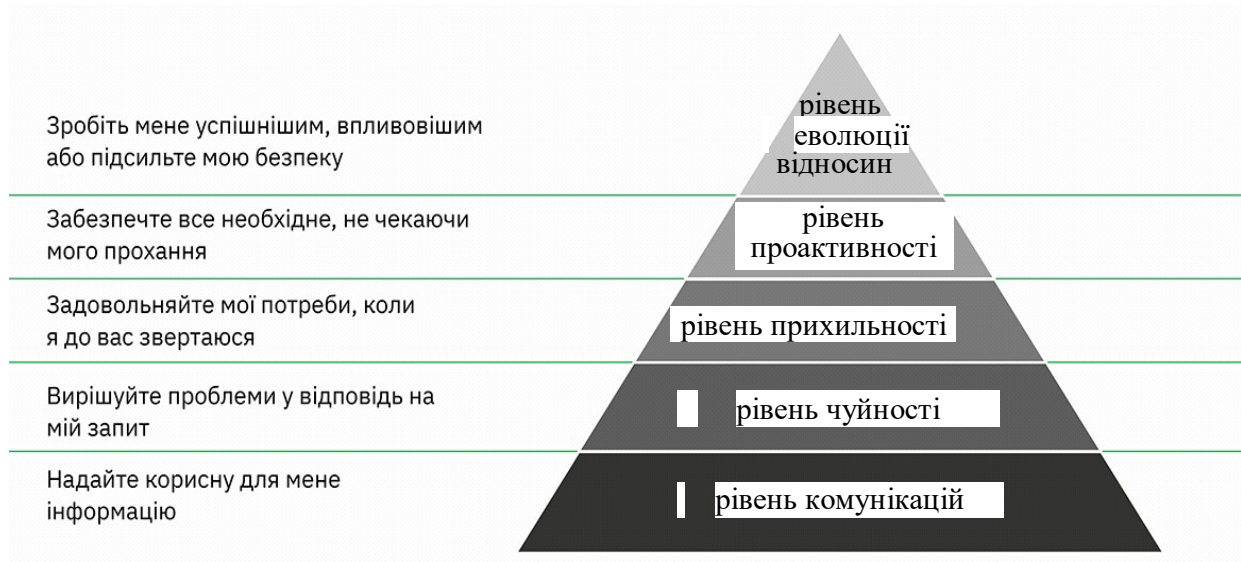 Зробіть мене успішнішим, впливовішим
або підсильте мою безпеку
рівень
еволюції
відносин
Забезпечте все необхідне, не чекаючи
мого прохання
рівень
проактивності
Задовольняйте мої потреби, коли
я до вас звертаюся
рівень прихильності
Вирішуйте проблеми у відповідь на
мій запит
рівень чуйності
Надайте корисну для мене
інформацію
рівень комунікацій